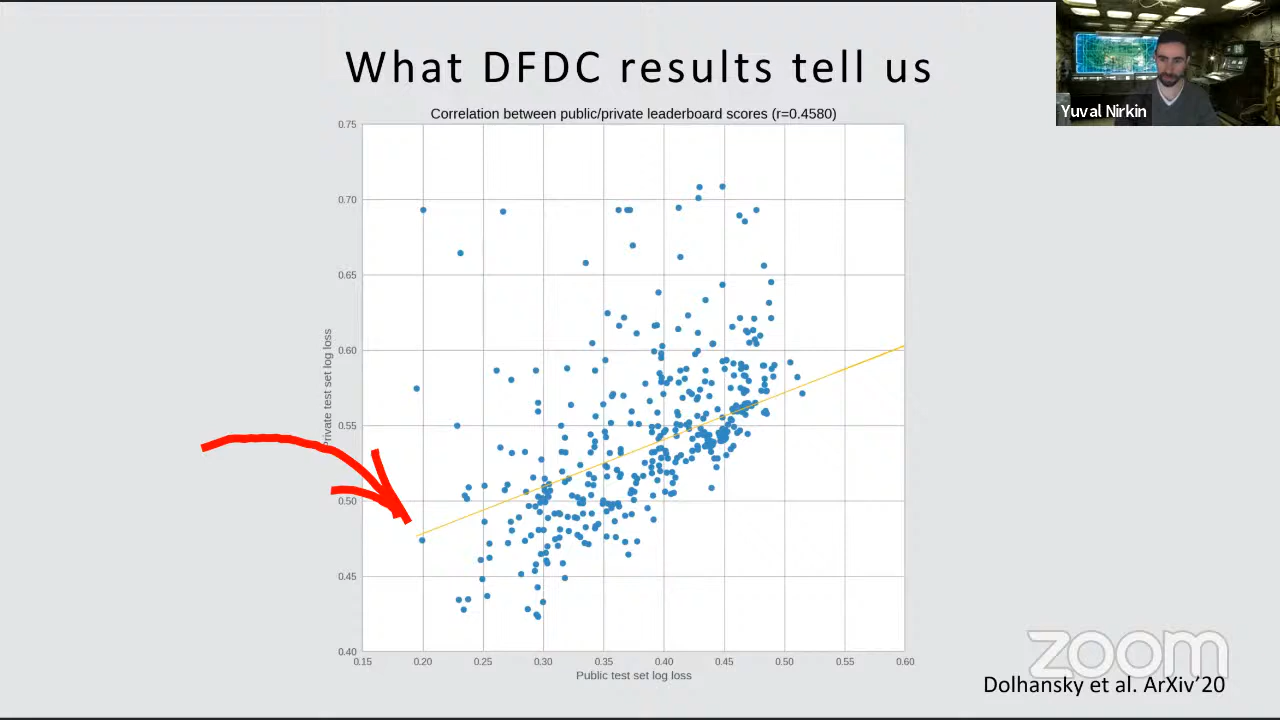 What DFDC results tell us
Yuval Nirkin
Correlation between public/private leaderboard scores (r=0.4580)
0.75
0.70
0.65
0.60
0.55
0.50
0.45
0.40
Private test set log loss
0.15 0.20 0.25 0.30 0.35 0.40 0.45 0.50 0.55 0.60
Public test set log loss
zoom
Dolhansky et al. ArXiv’20